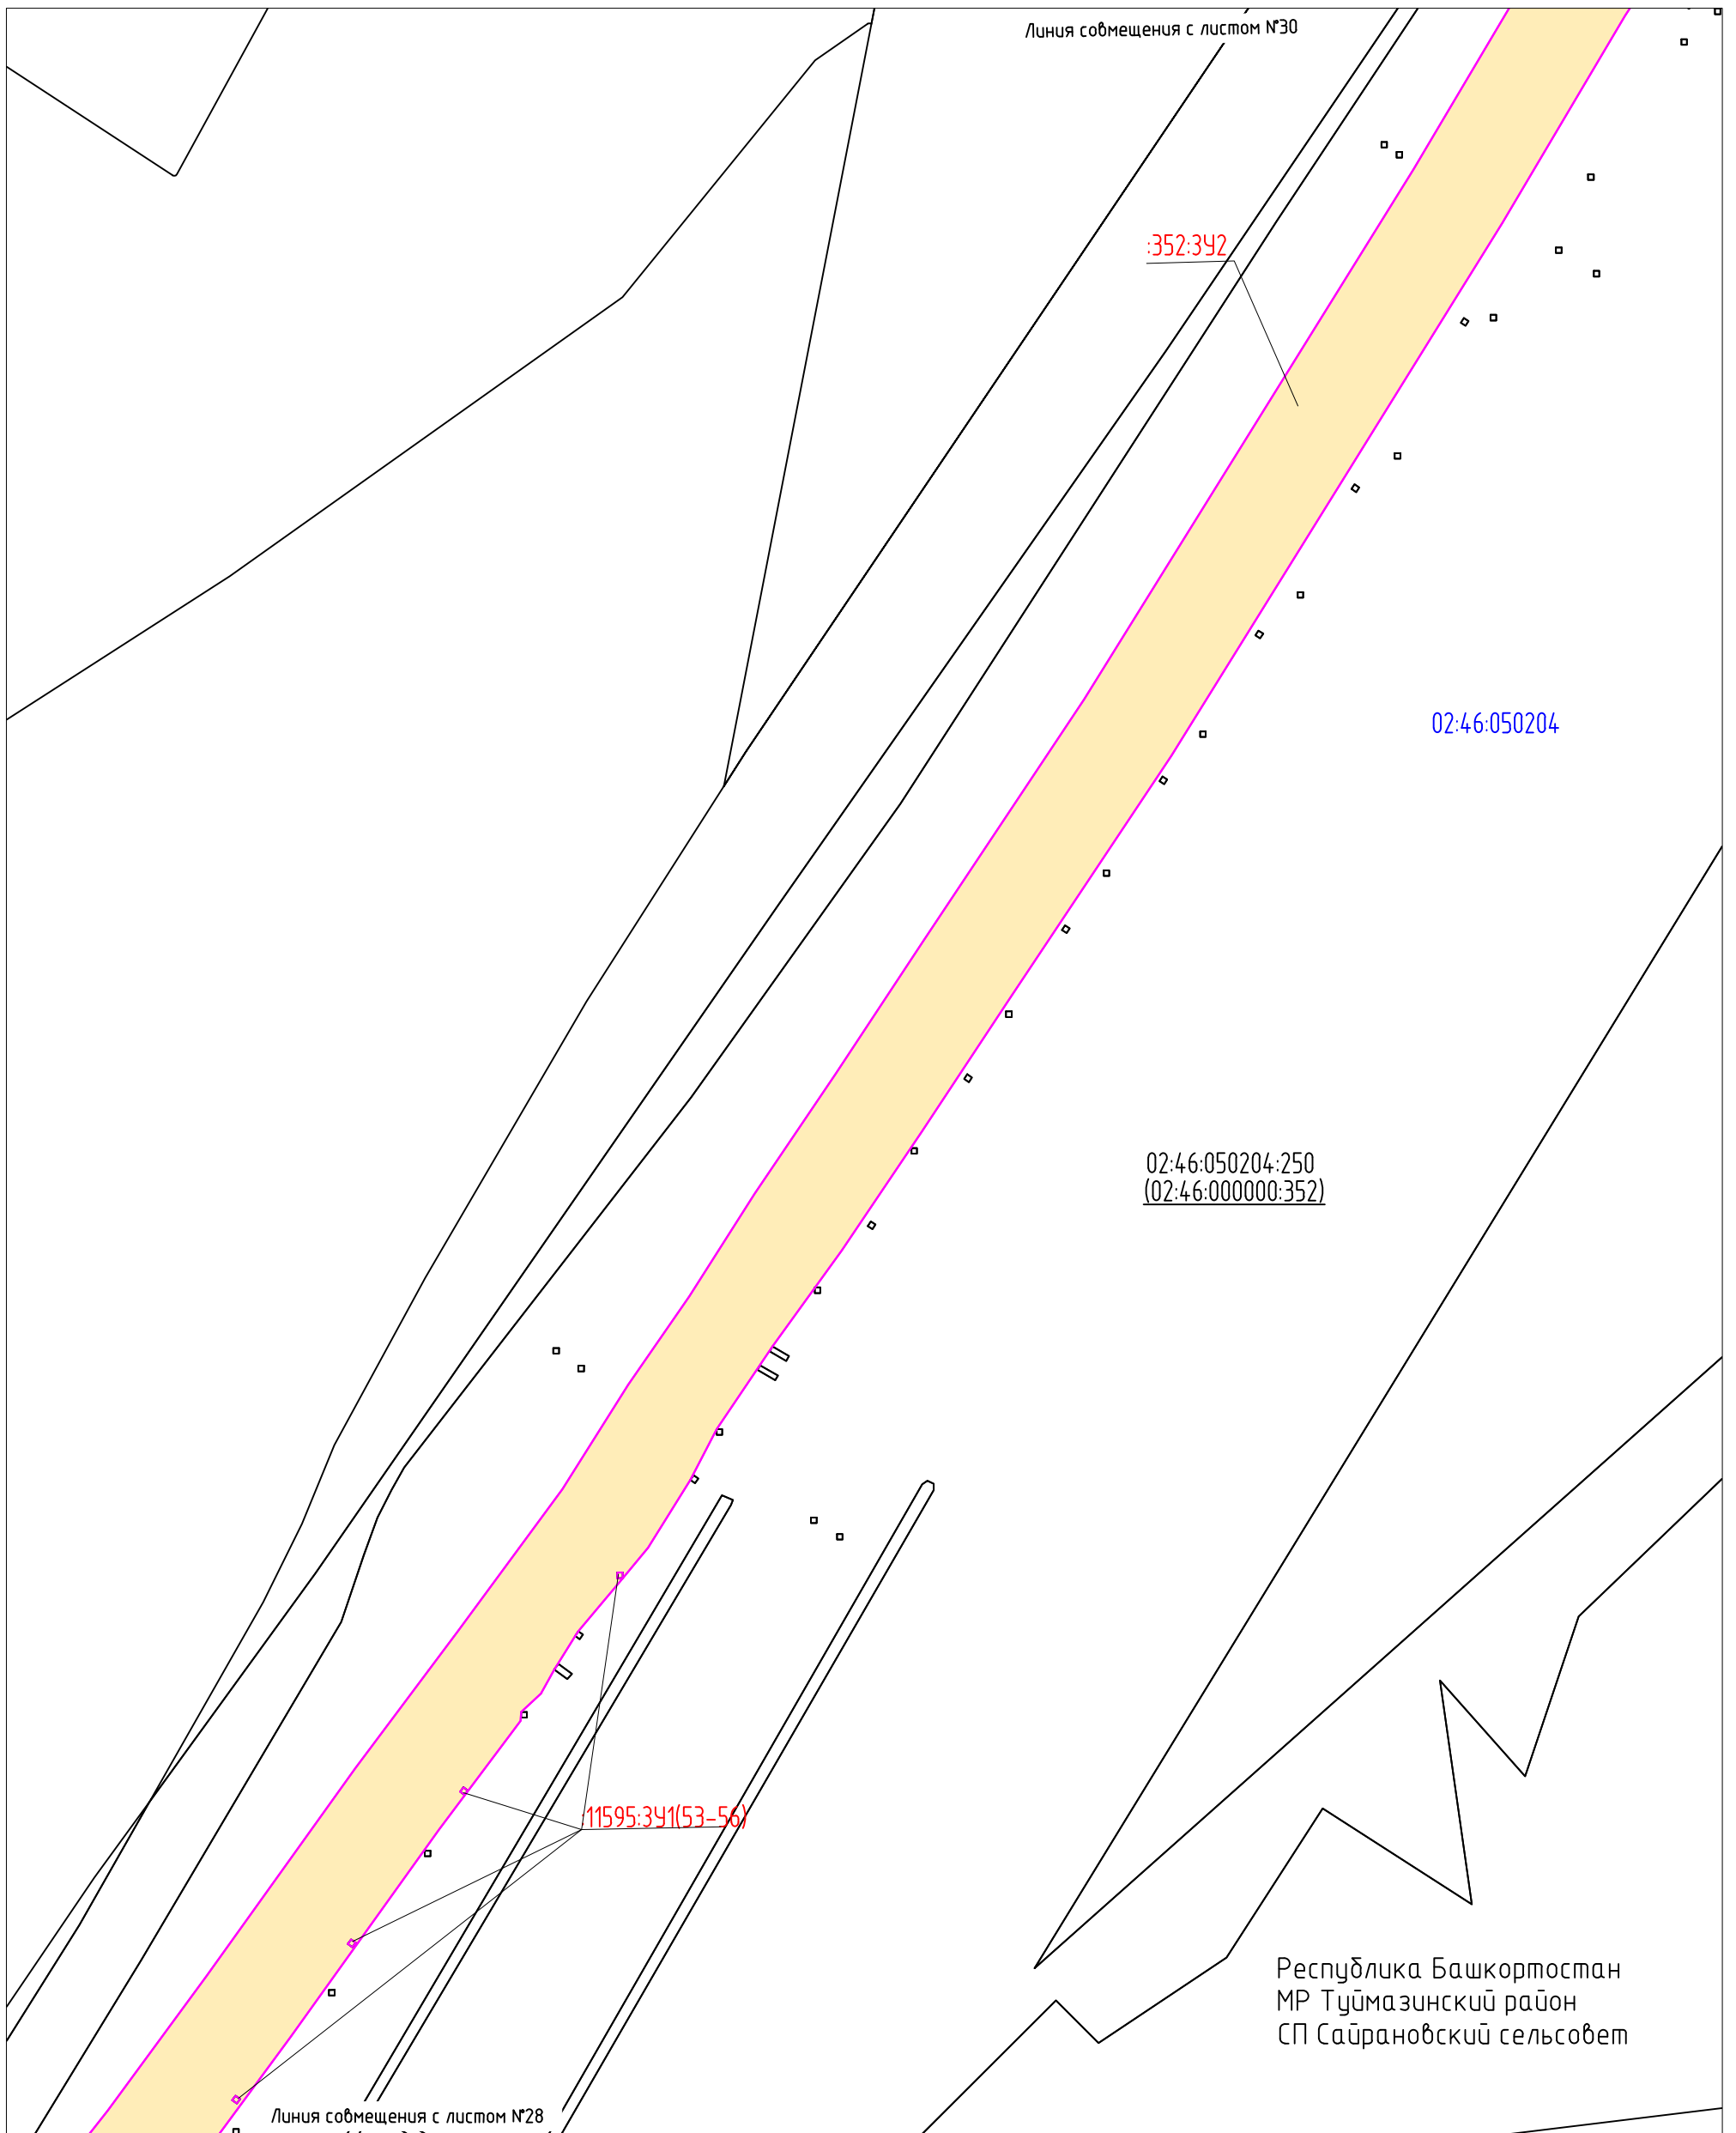 Линия совмещения с листом №30
:352:ЗУ2
02:46:050204
02:46:050204:250
(02:46:000000:352)
:11595:ЗУ1(53-56)
Республика Башкортостан
МР Туймазинский район
СП Сайрановский сельсовет
Линия совмещения с листом №28